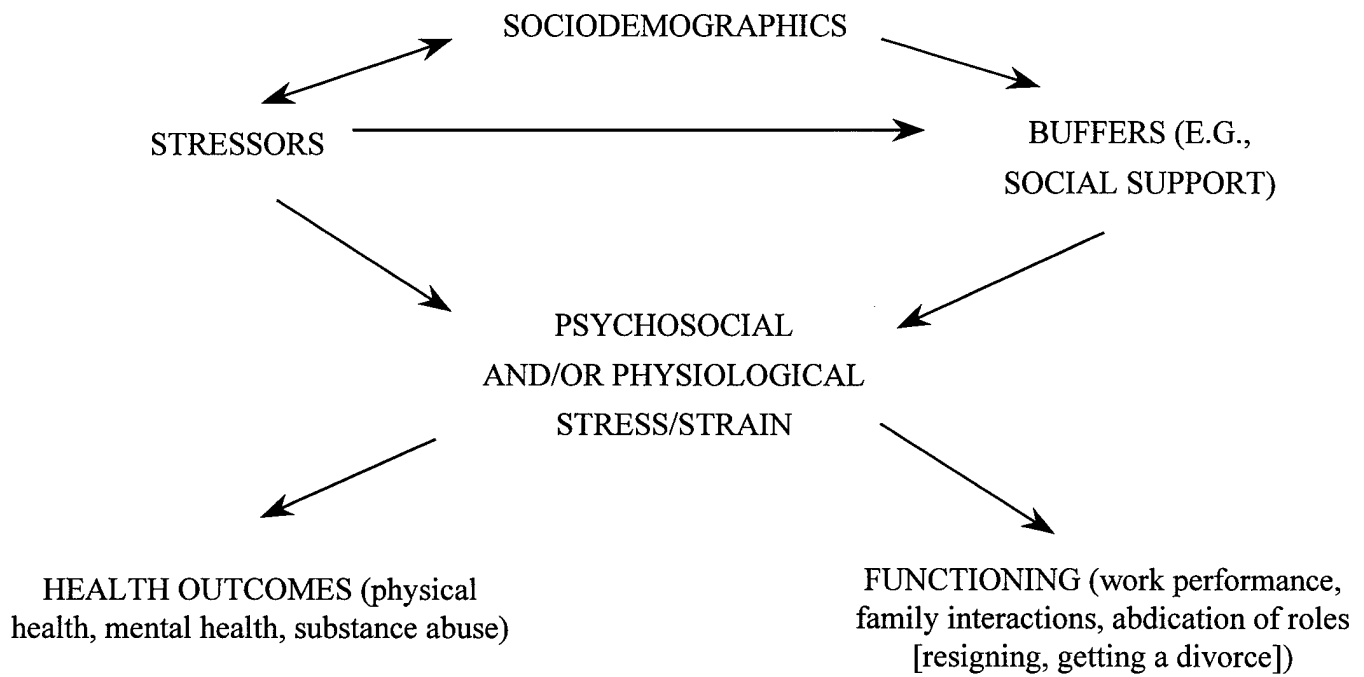 SOCIODEMOGRAPHICS
STRESSORS
BUFFERS (E.G.,
SOCIAL SUPPORT)
PSYCHOSOCIAL
AND/OR PHYSIOLOGICAL
STRESS/STRAIN
HEALTH OUTCOMES (physical
health, mental health, substance abuse)
FUNCTIONING (work performance,
family interactions, abdication of roles
[resigning, getting a divorce])